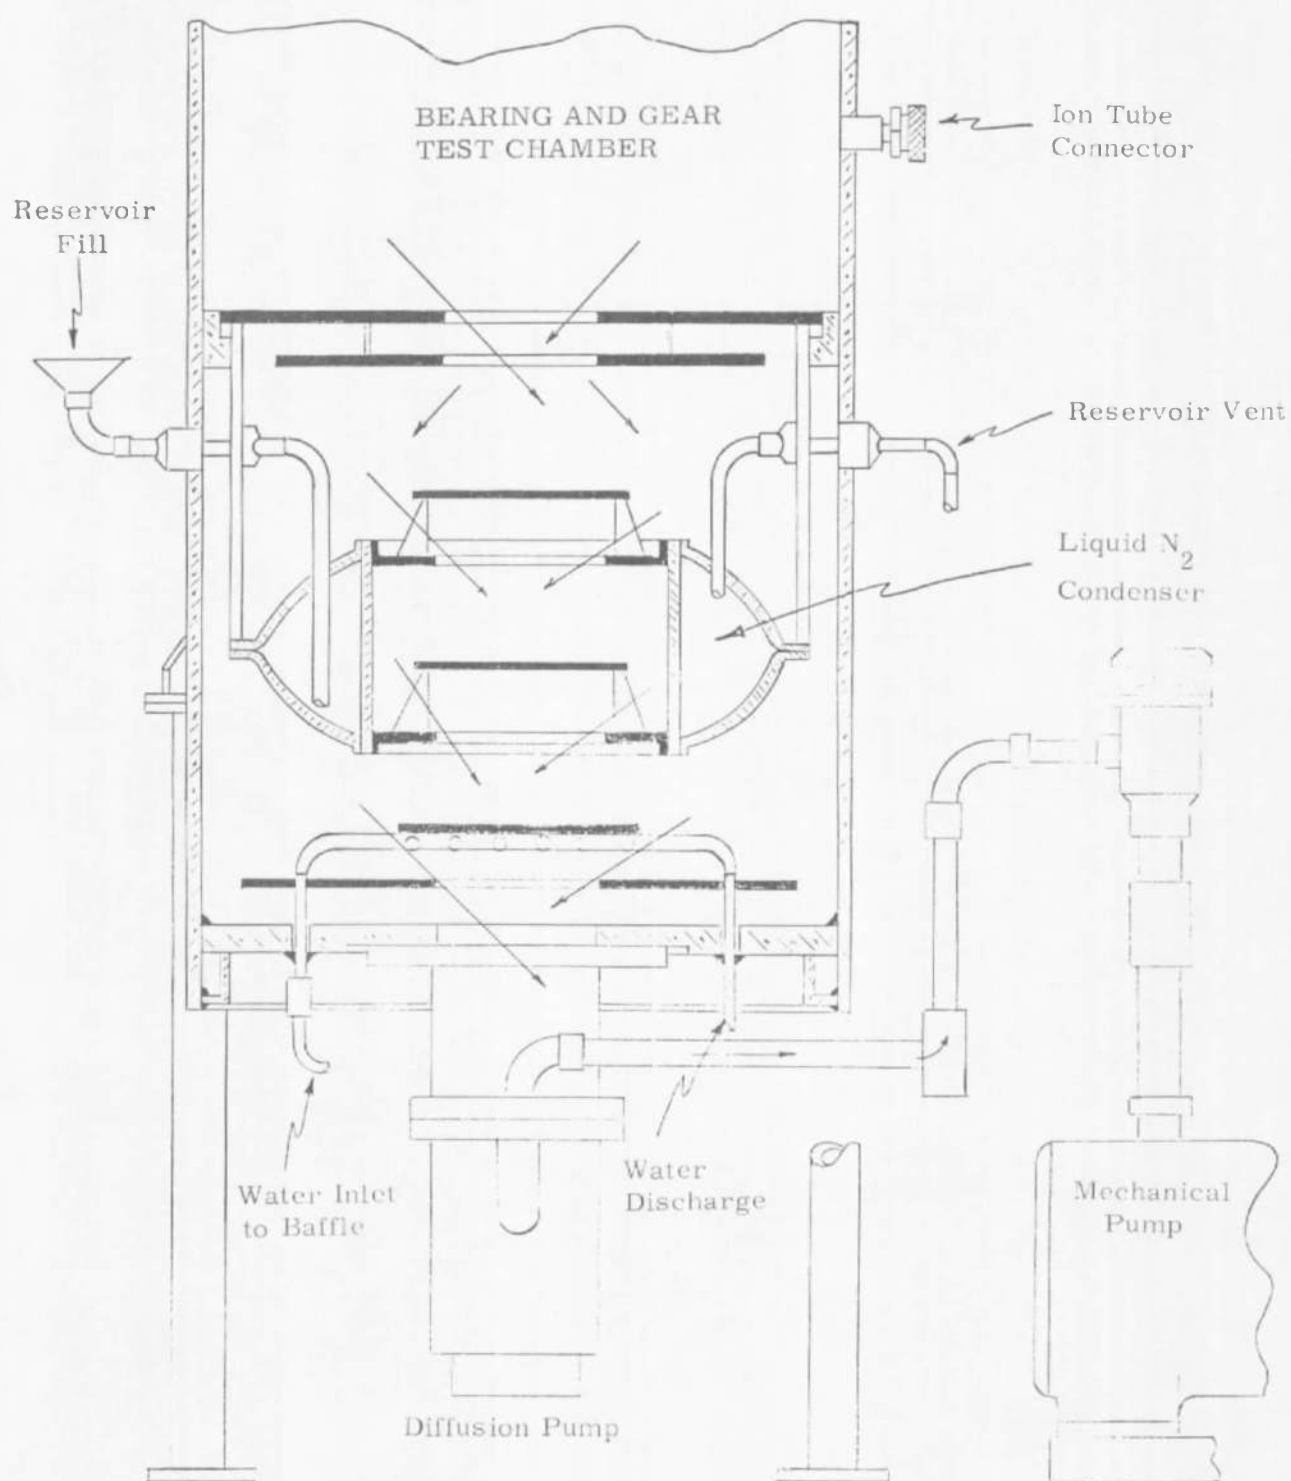 BEARING AND GEAR
TEST CHAMBER
Ion Tube
Connector
Reservoir
Fill
Reservoir Vent
Liquid N₂
Condenser
Water Inlet
to Baffle
Water
Discharge
Mechanical
Pump
Diffusion Pump